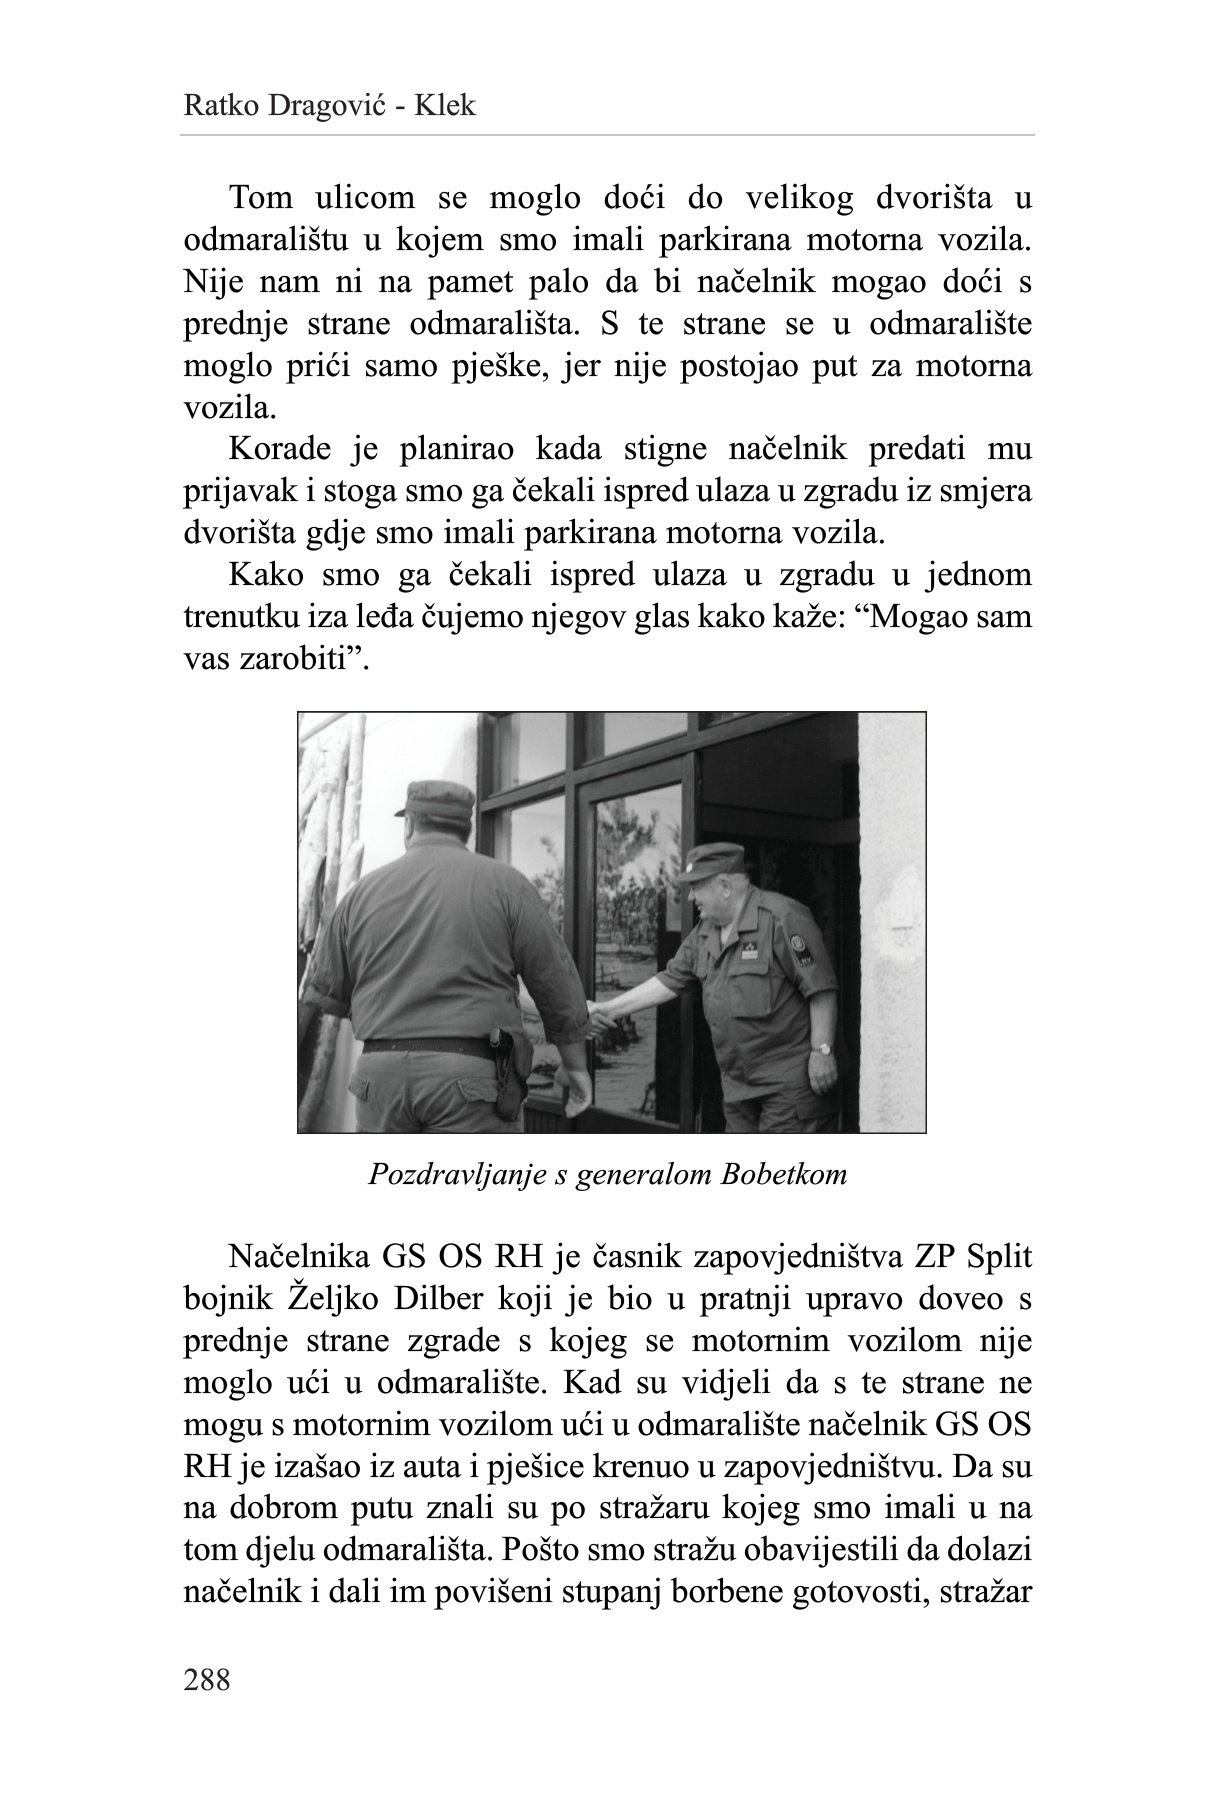 Ratko Dragović - Klek
Tom ulicom se moglo doći do velikog dvorišta u
odmaralištu u kojem smo imali parkirana motorna vozila.
Nije nam ni na pamet palo da bi načelnik mogao doći s
prednje strane odmarališta. S te strane se u odmaralište
moglo prići samo pješke, jer nije postojao put za motorna
vozila.
Korade je planirao kada stigne načelnik predati mu
prijavak i stoga smo ga čekali ispred ulaza u zgradu iz smjera
dvorišta gdje smo imali parkirana motorna vozila.
Kako smo ga čekali ispred ulaza u zgradu u jednom
trenutku iza leđa čujemo njegov glas kako kaže: “Mogao sam
vas zarobiti”.
Pozdravljanje s generalom Bobetkom
Načelnika GS OS RH je časnik zapovjedništva ZP Split
bojnik Željko Dilber koji je bio u pratnji upravo doveo s
prednje strane zgrade s kojeg se motornim vozilom nije
moglo ući u odmaralište. Kad su vidjeli da s te strane ne
mogu s motornim vozilom ući u odmaralište načelnik GS OS
RH je izašao iz auta i pješice krenuo u zapovjedništvu. Da su
na dobrom putu znali su po stražaru kojeg smo imali u na
tom djelu odmarališta. Pošto smo stražu obavijestili da dolazi
načelnik i dali im povišeni stupanj borbene gotovosti, stražar
288